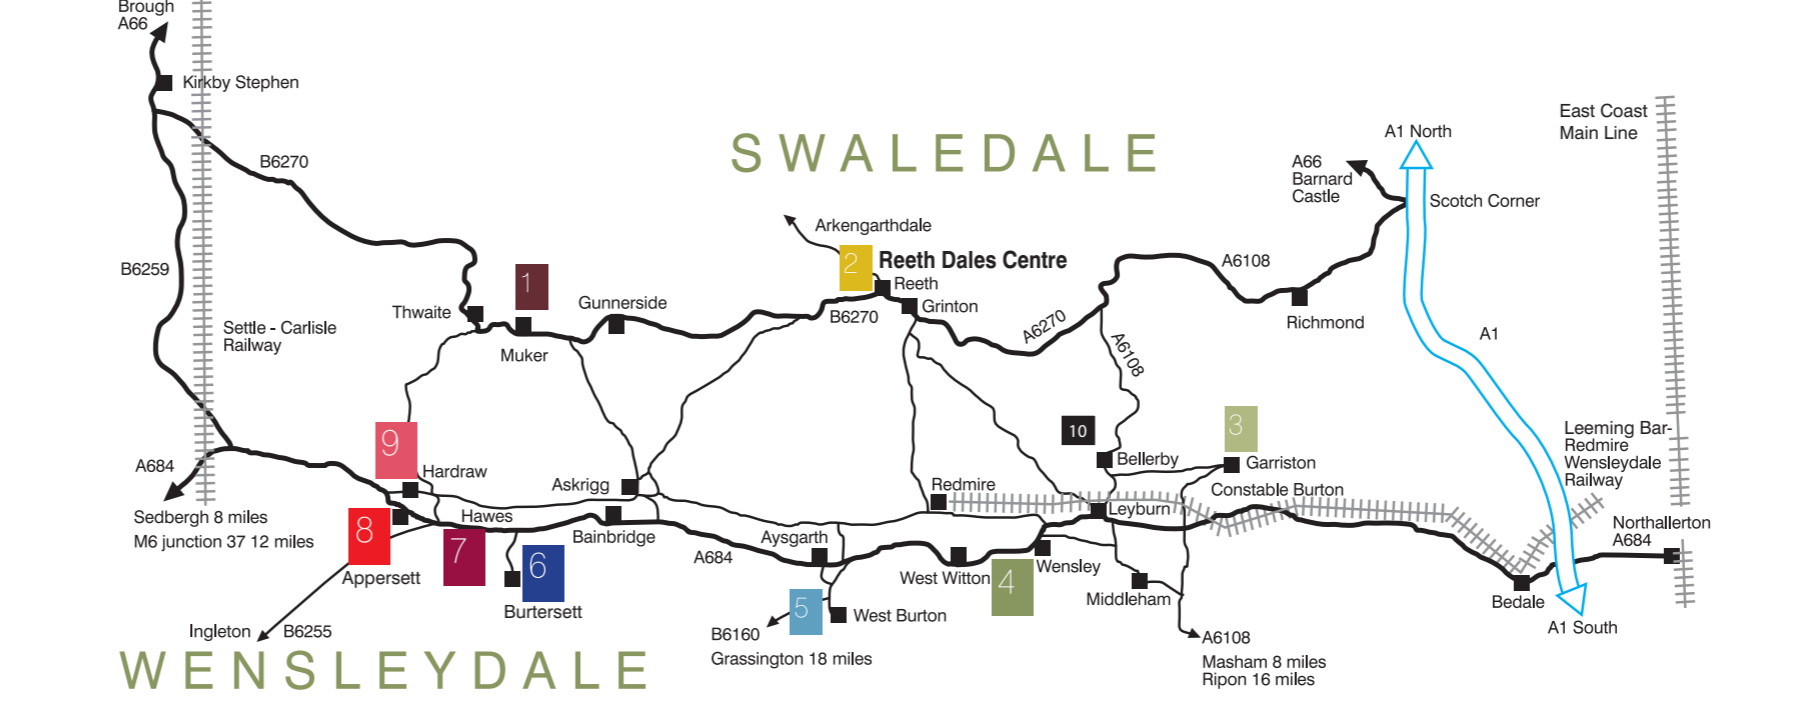 Brough
A66
Kirkby Stephen
B6270
SWALEDALE
East Coast
Main Line
A1 North
A66
Barnard
Castle
Scotch Corner
Arkengarthdale
2
Reeth Dales Centre
Reeth
A6108
B6259
1
Thwaite
Gunnerside
B6270
Grinton
Richmond
Settle - Carlisle
Railway
Muker
A6270
A6108
A1
9
Hardraw
10
3
Bellerby
Garriston
Leeming Bar-
Redmire
Wensleydale
Railway
A684
Askrigg
Redmire
Constable Burton
Leyburn
Sedbergh 8 miles
M6 junction 37 12 miles
8
Hawes
7
Bainbridge
Aysgarth
Northallerton
A684
A684
6
Appersett
West Witton
4
Wensley
Burtersett
5
West Burton
Middleham
Bedale
A1 South
Ingleton
B6255
B6160
Grassington 18 miles
A6108
Masham 8 miles
Ripon 16 miles
WENSLEYDALE